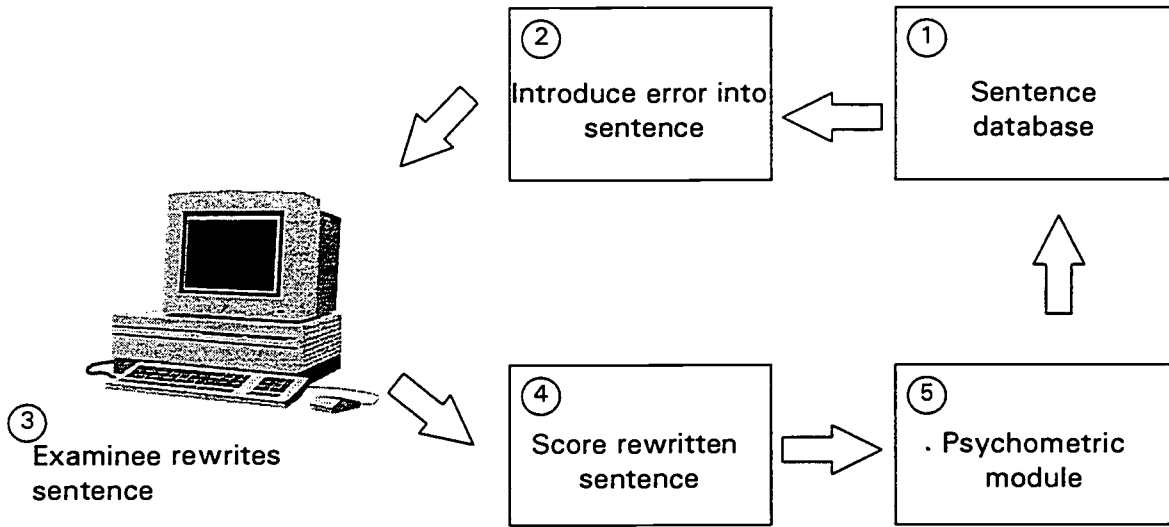 1
Sentence
database
2
Introduce error into
sentence
3
Examinee rewrites
sentence
4
Score rewritten
sentence
5
. Psychometric
module